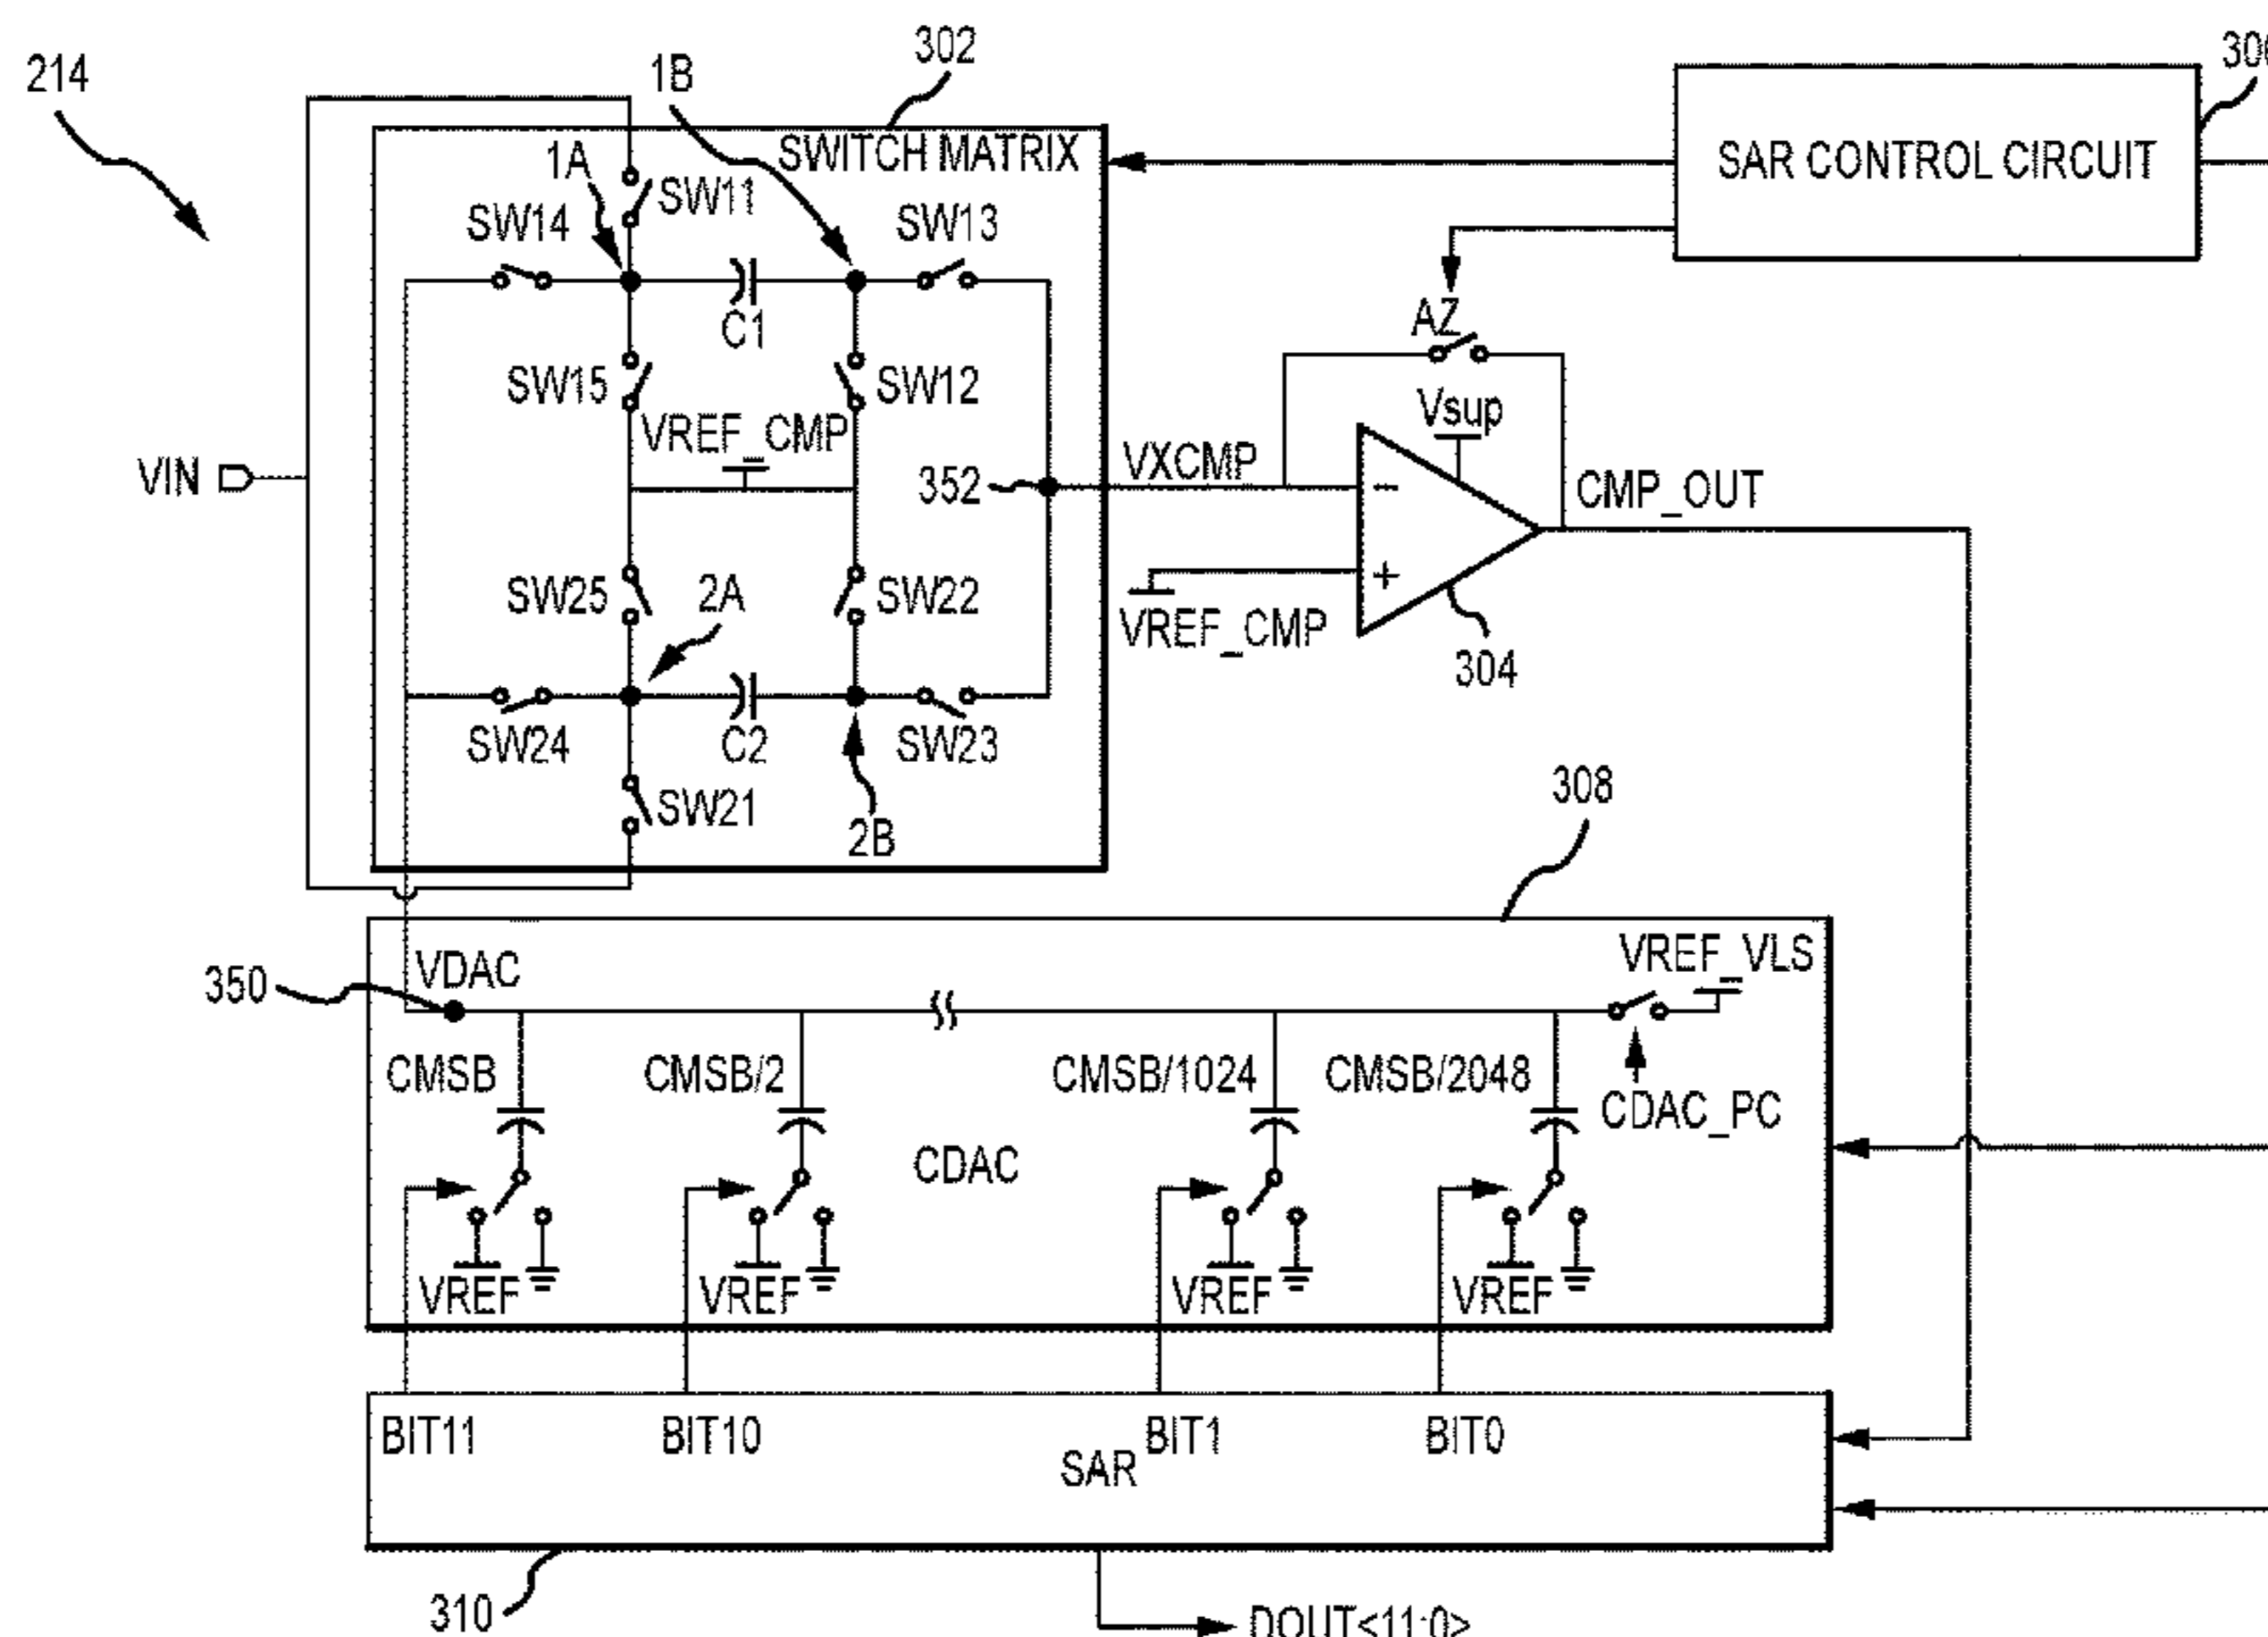 214
302
1B
306
SWITCH MATRIX
1A
SW11
SW14
SW13
SAR CONTROL CIRCUIT
C1
AZ
SW15
SW12
Vsup
VREF_CMP
VIN
352
VXCMP
CMP_OUT
SW25
2A
SW22
VREF_CMP
304
SW24
C2
SW23
SW21
2B
308
VDAC
VREF_VLS
350
CMSB
CMSB/2
CMSB/1024
CMSB/2048
CDAC_PC
CDAC
VREF
VREF
VREF
VREF
BIT11
BIT10
BIT1
BIT0
SAR
310
DOUT<11:0>